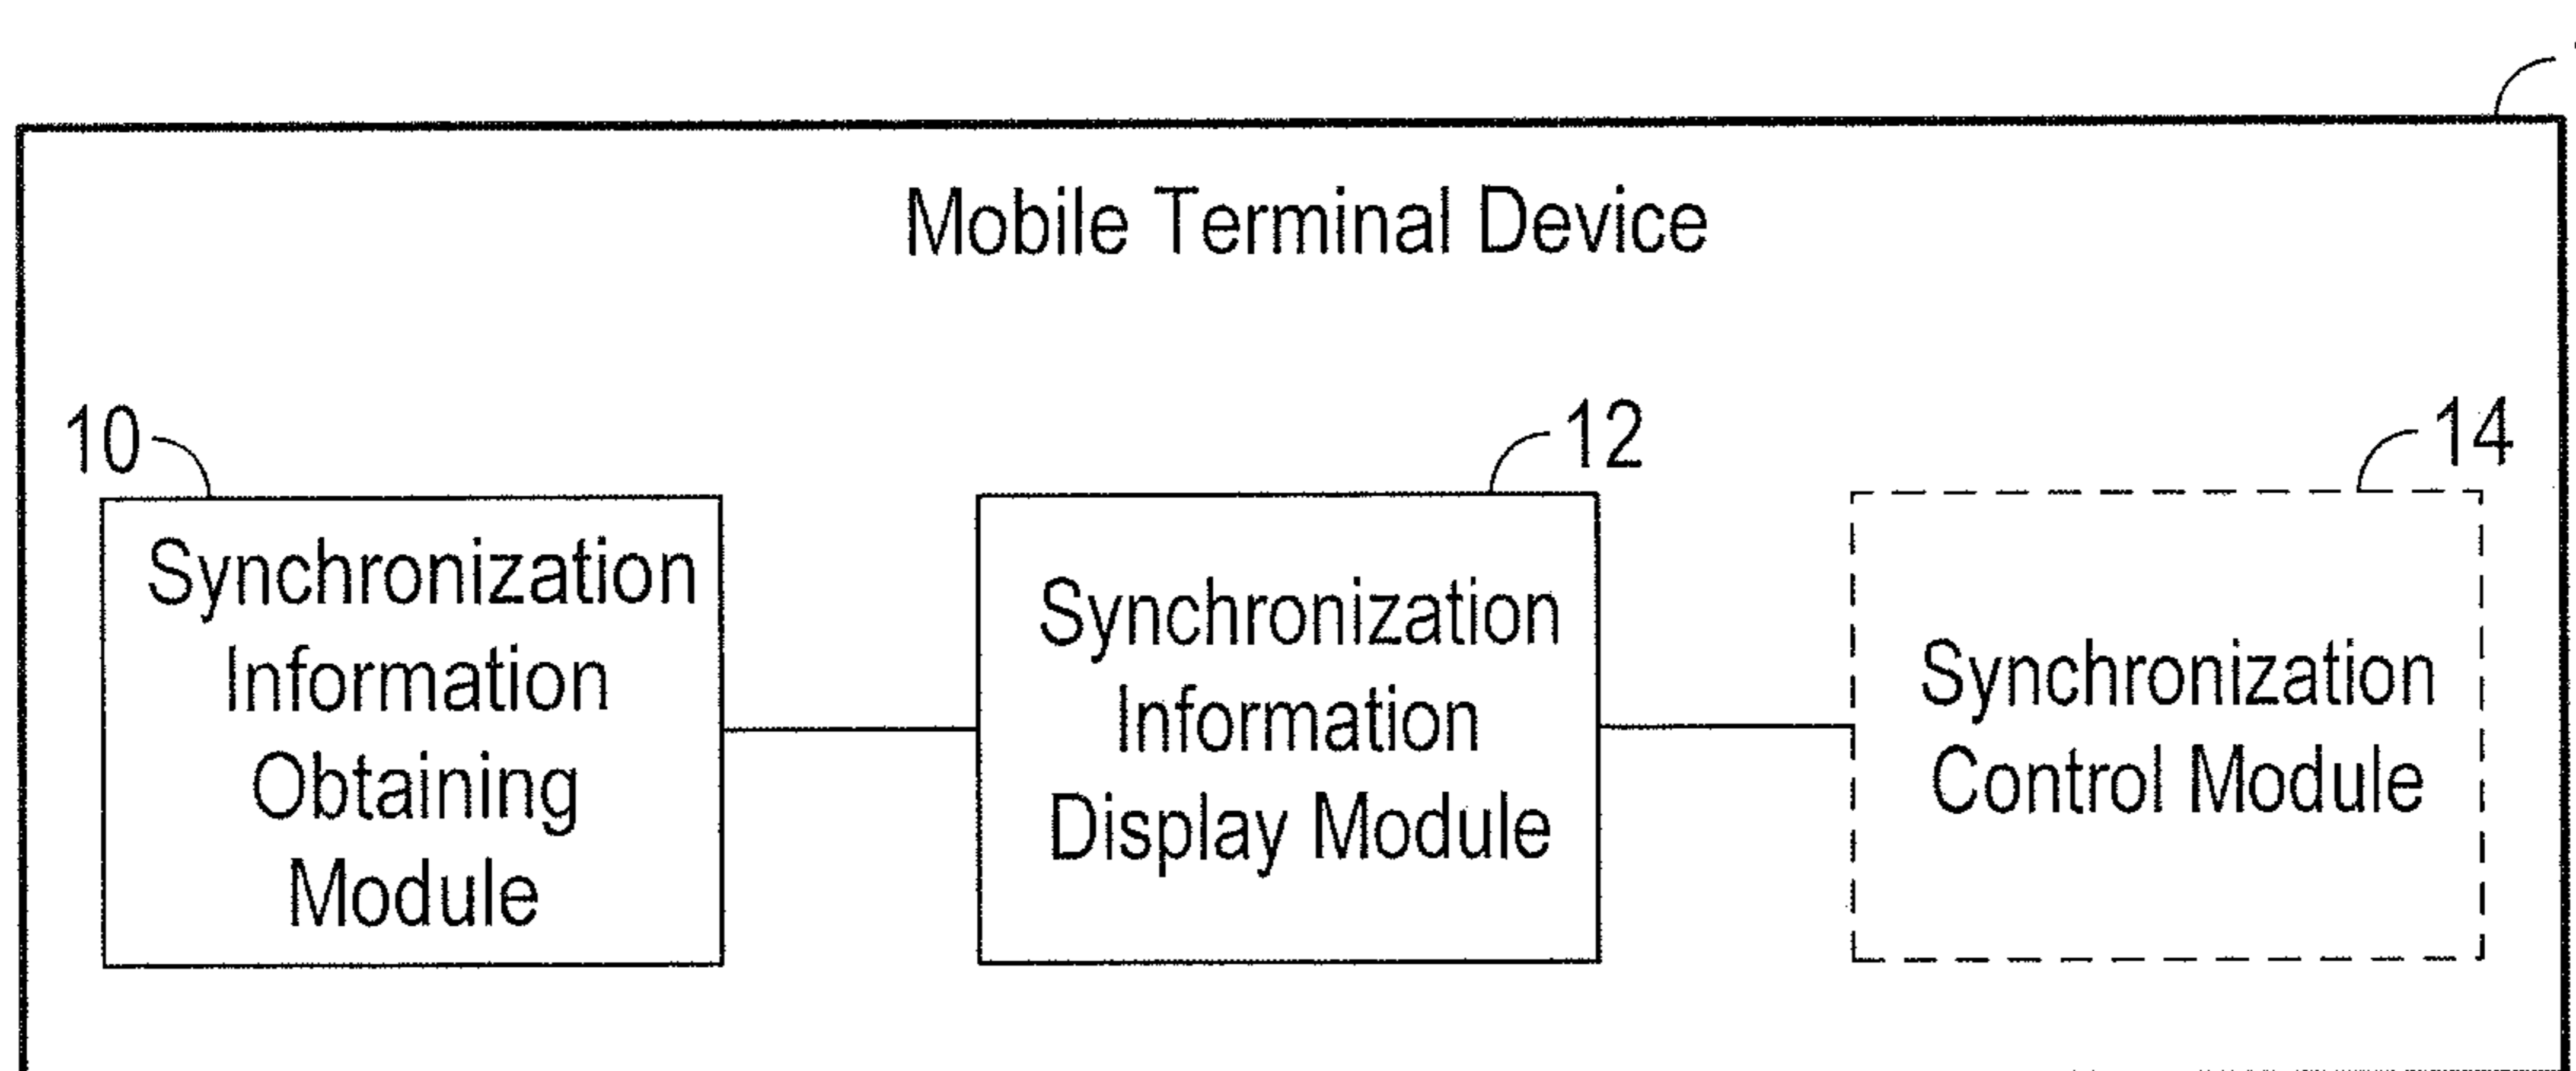 Mobile Terminal Device
10
12
14
Synchronization
Information
Obtaining
Module
Synchronization
Information
Display Module
Synchronization
Control Module